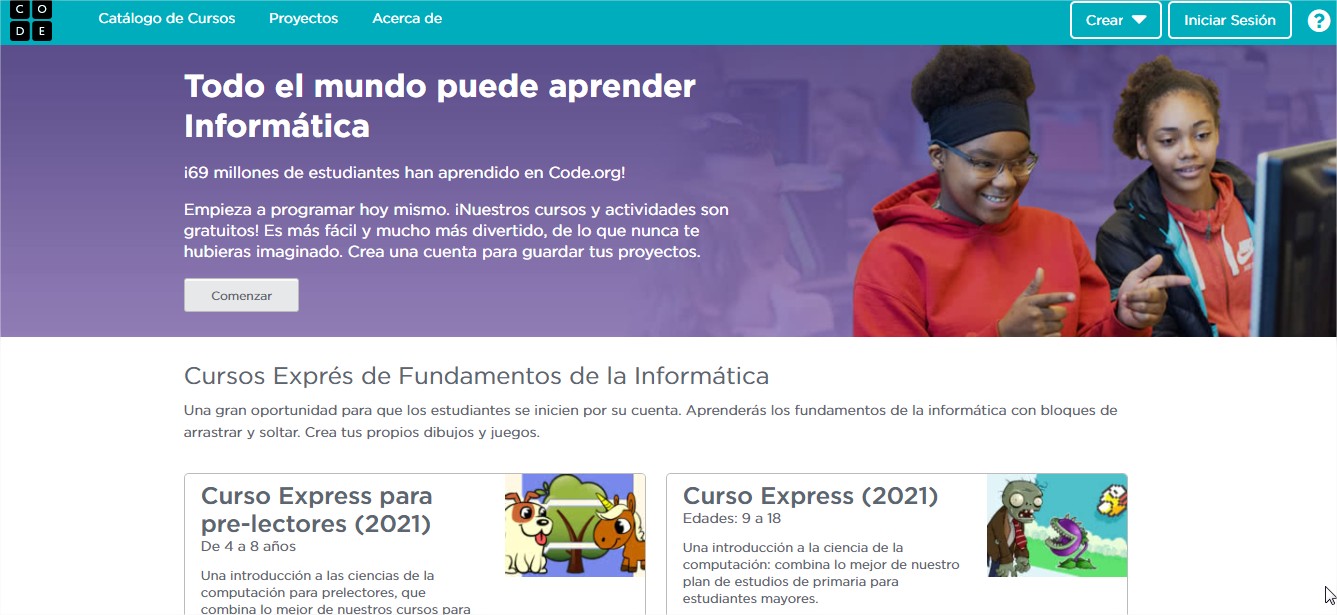 CO
DE
Catálogo de Cursos
Proyectos
Acerca de
Crear
Iniciar Sesión
?
Todo el mundo puede aprender
Informática
¡69 millones de estudiantes han aprendido en Code.org!
Empieza a programar hoy mismo. ¡Nuestros cursos y actividades son
gratuitos! Es más fácil y mucho más divertido, de lo que nunca te
hubieras imaginado. Crea una cuenta para guardar tus proyectos.
Comenzar
Cursos Exprés de Fundamentos de la Informática
Una gran oportunidad para que los estudiantes se inicien por su cuenta. Aprenderás los fundamentos de la informática con bloques de
arrastrar y soltar. Crea tus propios dibujos y juegos.
Curso Express para
pre-lectores (2021)
De 4 a 8 años
Una introducción a las ciencias de la
computación para prelectores, que
combina lo mejor de nuestros cursos para
Curso Express (2021)
Edades: 9 a 18
Una introducción a la ciencia de la
computación: combina lo mejor de nuestro
plan de estudios de primaria para
estudiantes mayores.